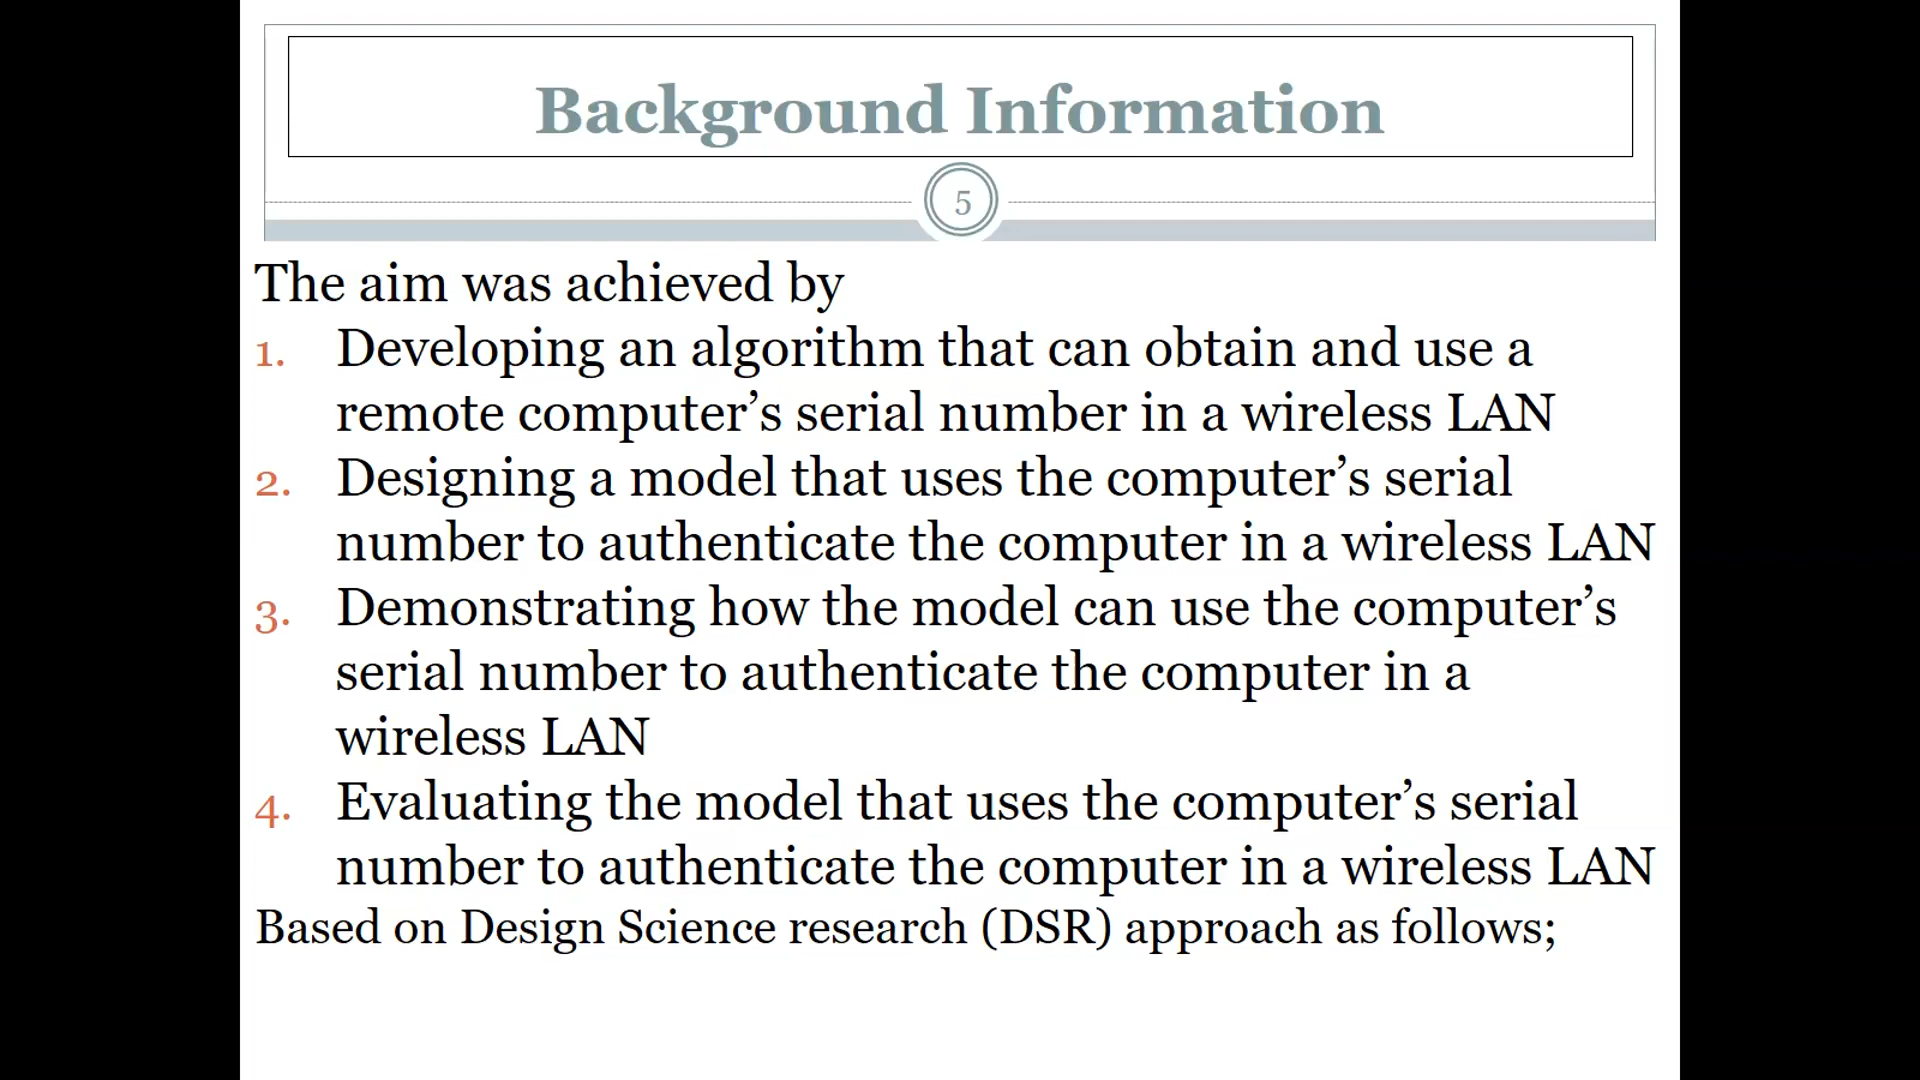 Background Information
5
The aim was achieved by
1. Developing an algorithm that can obtain and use a
remote computer’s serial number in a wireless LAN
2. Designing a model that uses the computer’s serial
number to authenticate the computer in a wireless LAN
3. Demonstrating how the model can use the computer’s
serial number to authenticate the computer in a
wireless LAN
4. Evaluating the model that uses the computer’s serial
number to authenticate the computer in a wireless LAN
Based on Design Science research (DSR) approach as follows;